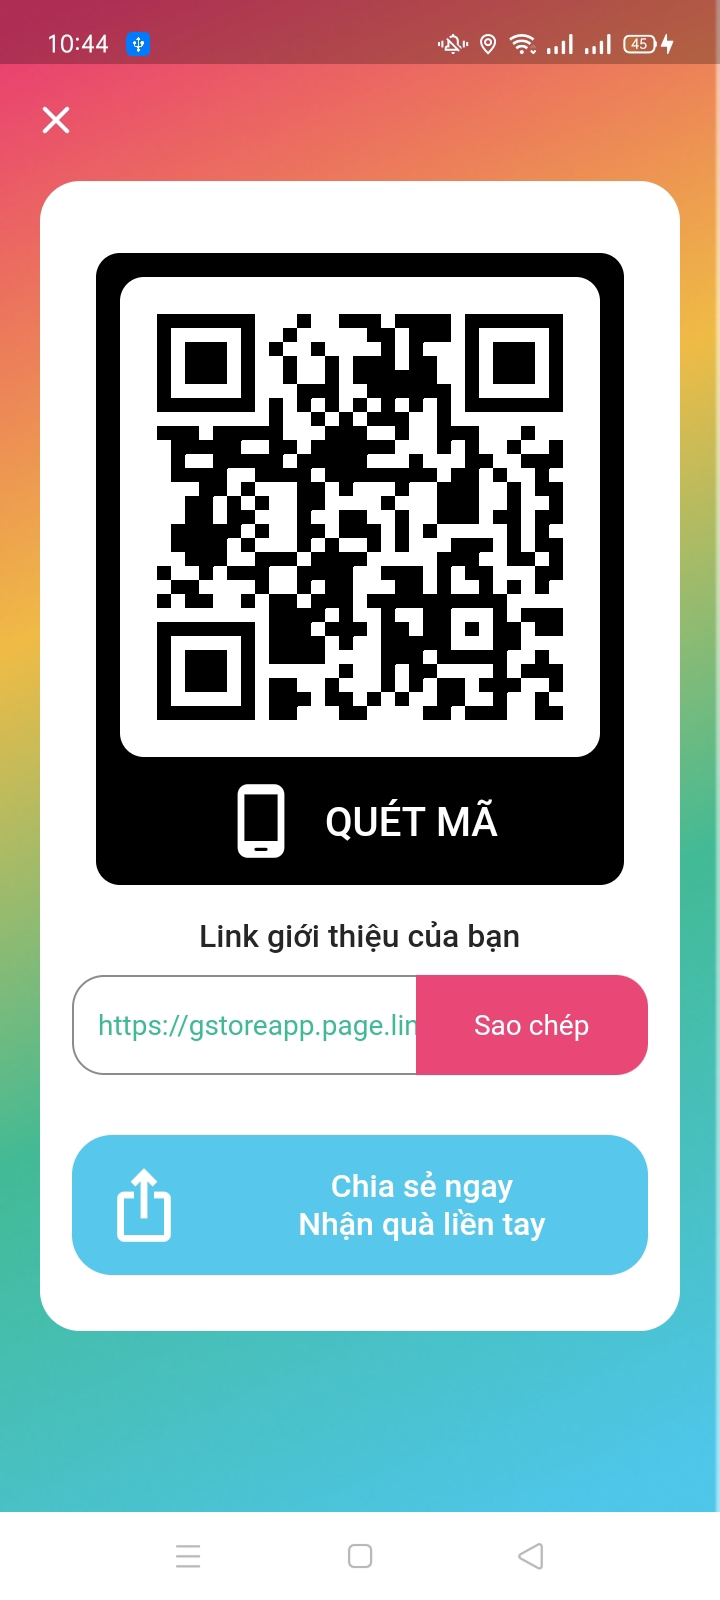 10:44
45
QUÉT MÃ
Link giới thiệu của bạn
https://gstoreapp.page.lin
Sao chép
Chia sẻ ngay
Nhận quà liền tay